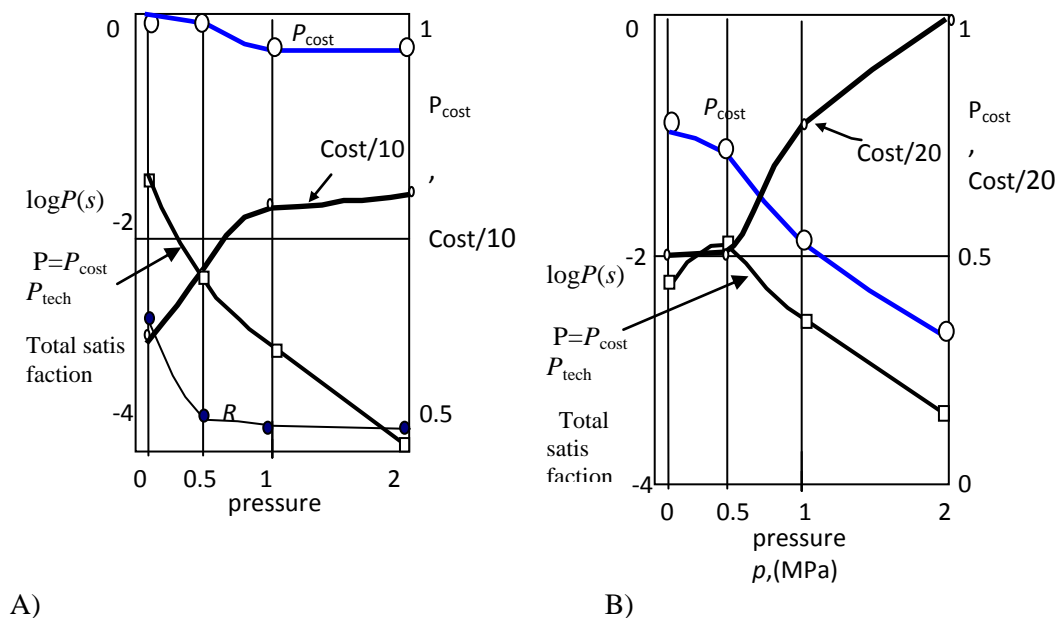 0
1
P_cost
P_cost
,
Cost/10
Cost/10
logP(s)
-2
P=P_cost
P_tech
Total satis
faction
-4
R
0.5
0
0.5
1
2
pressure
A)
0
1
P_cost
P_cost
,
Cost/20
Cost/20
logP(s)
-2
0.5
P=P_cost
P_tech
Total
satis
faction
-4
0
0
0.5
1
2
pressure
p,(MPa)
B)